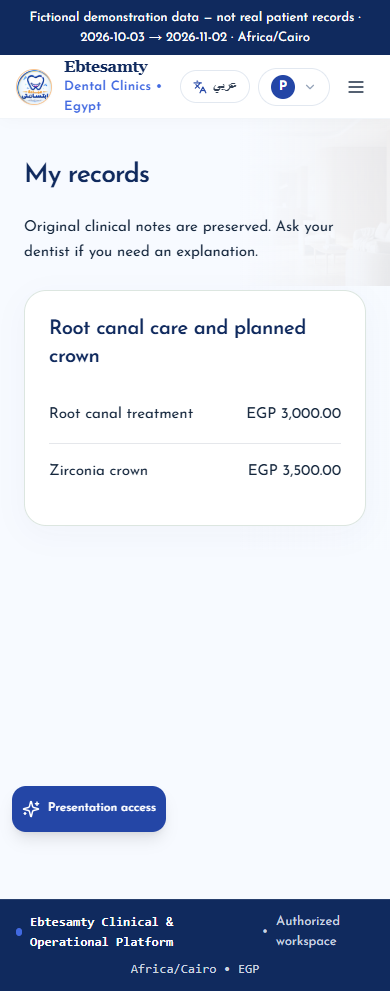 Fictional demonstration data — not real patient records ·
2026-10-03 → 2026-11-02 · Africa/Cairo
Ebtesamty
Dental Clinics •
Egypt
عربي
P
My records
Original clinical notes are preserved. Ask your
dentist if you need an explanation.
Root canal care and planned
crown
Root canal treatment EGP 3,000.00
Zirconia crown EGP 3,500.00
Presentation access
Ebtesamty Clinical &
Operational Platform
• Authorized
workspace
Africa/Cairo • EGP